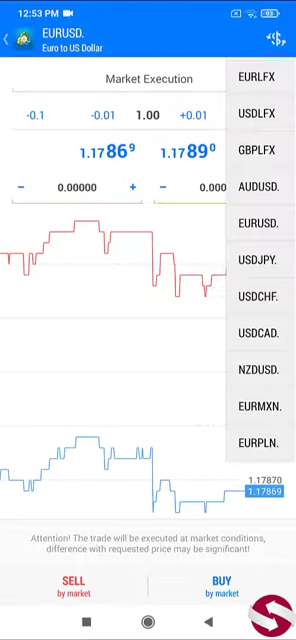 12:53 PM
93
EURUSD.
Euro to US Dollar
Market Execution
-0.1 -0.01 1.00 +0.01
1.17869 1.17890
− 0.00000 + − 0.000
EURLFX
USDLFX
GBPLFX
AUDUSD.
EURUSD.
USDJPY.
USDCHF.
USDCAD.
NZDUSD.
EURMXN.
EURPLN.
1.17870
1.17869
Attention! The trade will be executed at market conditions,
difference with requested price may be significant!
SELL
by market
BUY
by market